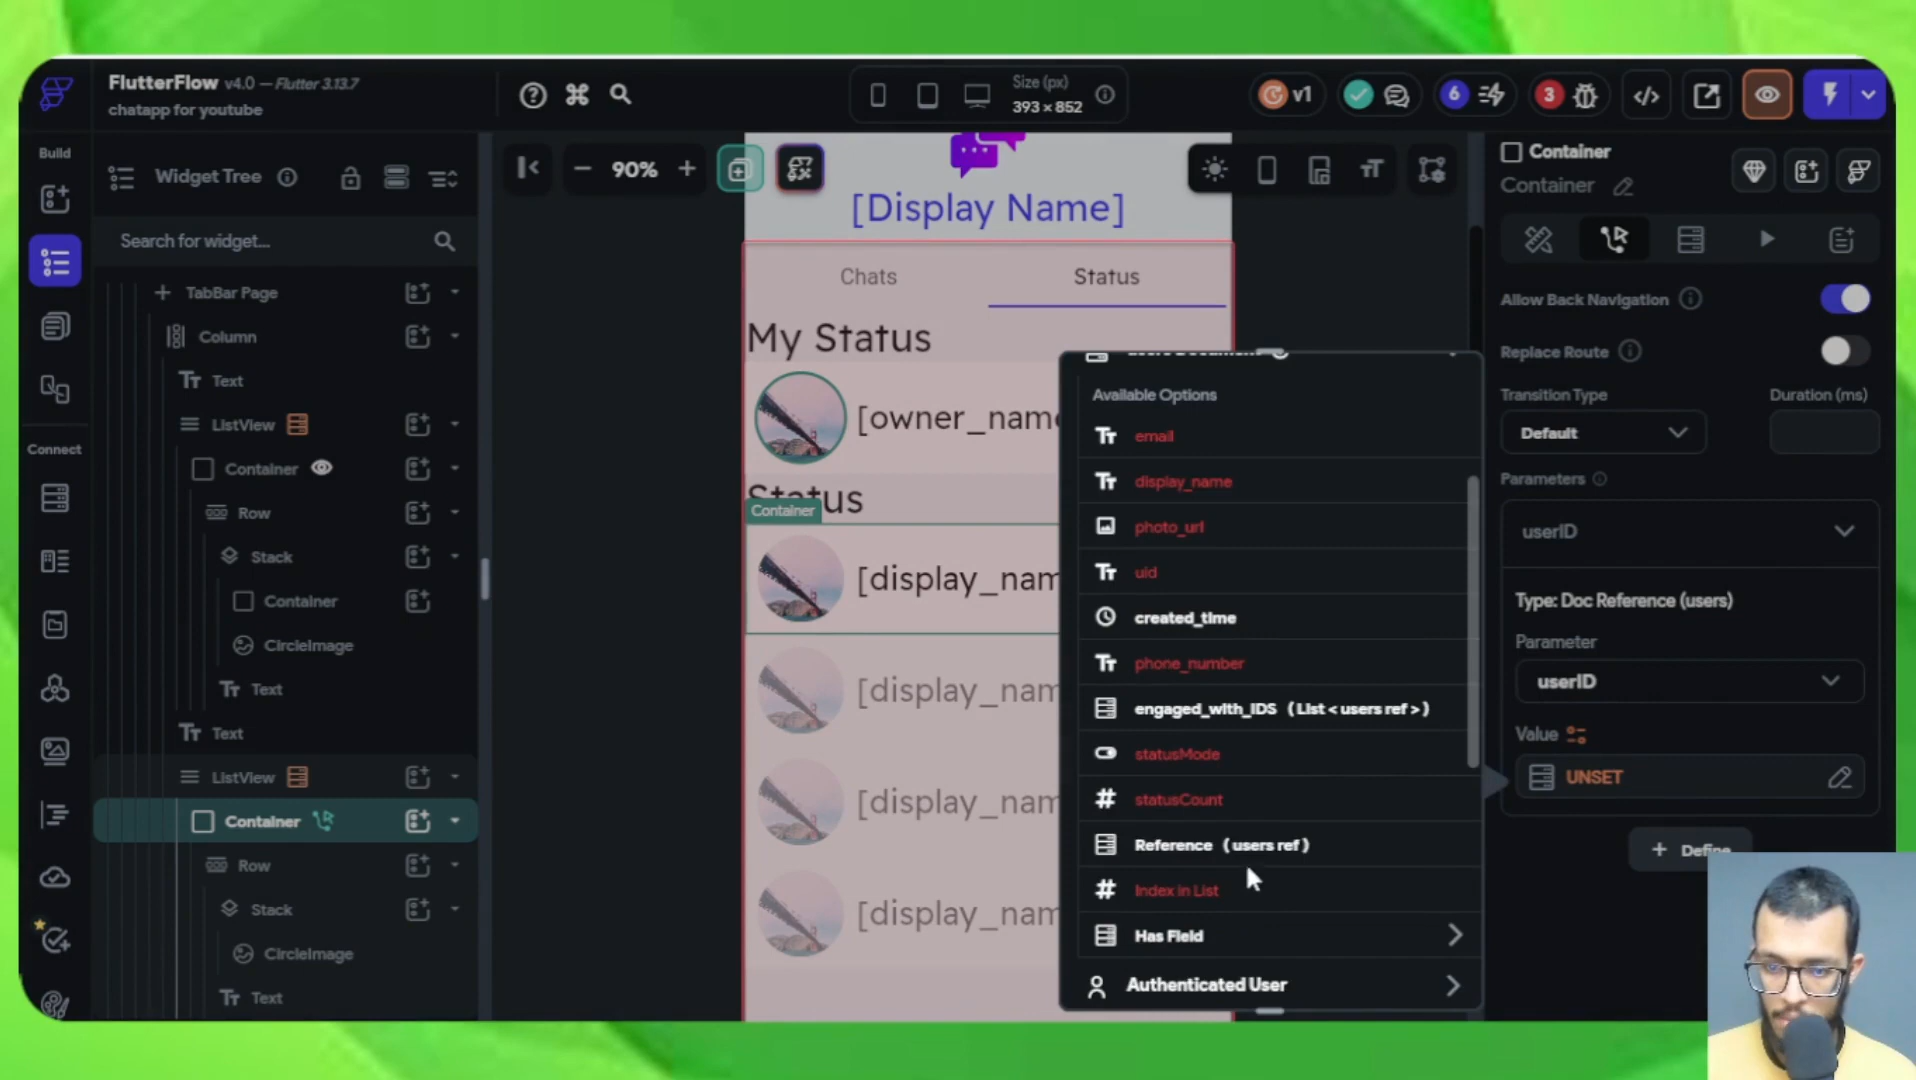 FlutterFlow v4.0 — Flutter 3.13.7
chatapp for youtube
Size (px)
393 × 852
v1
6
3
Build
Connect
Widget Tree
Search for widget...
TabBar Page
Column
Text
ListView
Container
Row
Stack
Container
CircleImage
Text
Text
ListView
Container
Row
Stack
CircleImage
Text
90%
[Display Name]
Chats
Status
My Status
[owner_name
Status
Container
[display_nam
[display_nam
[display_nam
[display_nam
Available Options
email
display_name
photo_url
uid
created_time
phone_number
engaged_with_IDS ( List < users ref > )
statusMode
statusCount
Reference ( users ref )
Index in List
Has Field
Authenticated User
Container
Container
Allow Back Navigation
Replace Route
Transition Type
Duration (ms)
Default
Parameters
userID
Type: Doc Reference (users)
Parameter
userID
Value
UNSET
+ Define